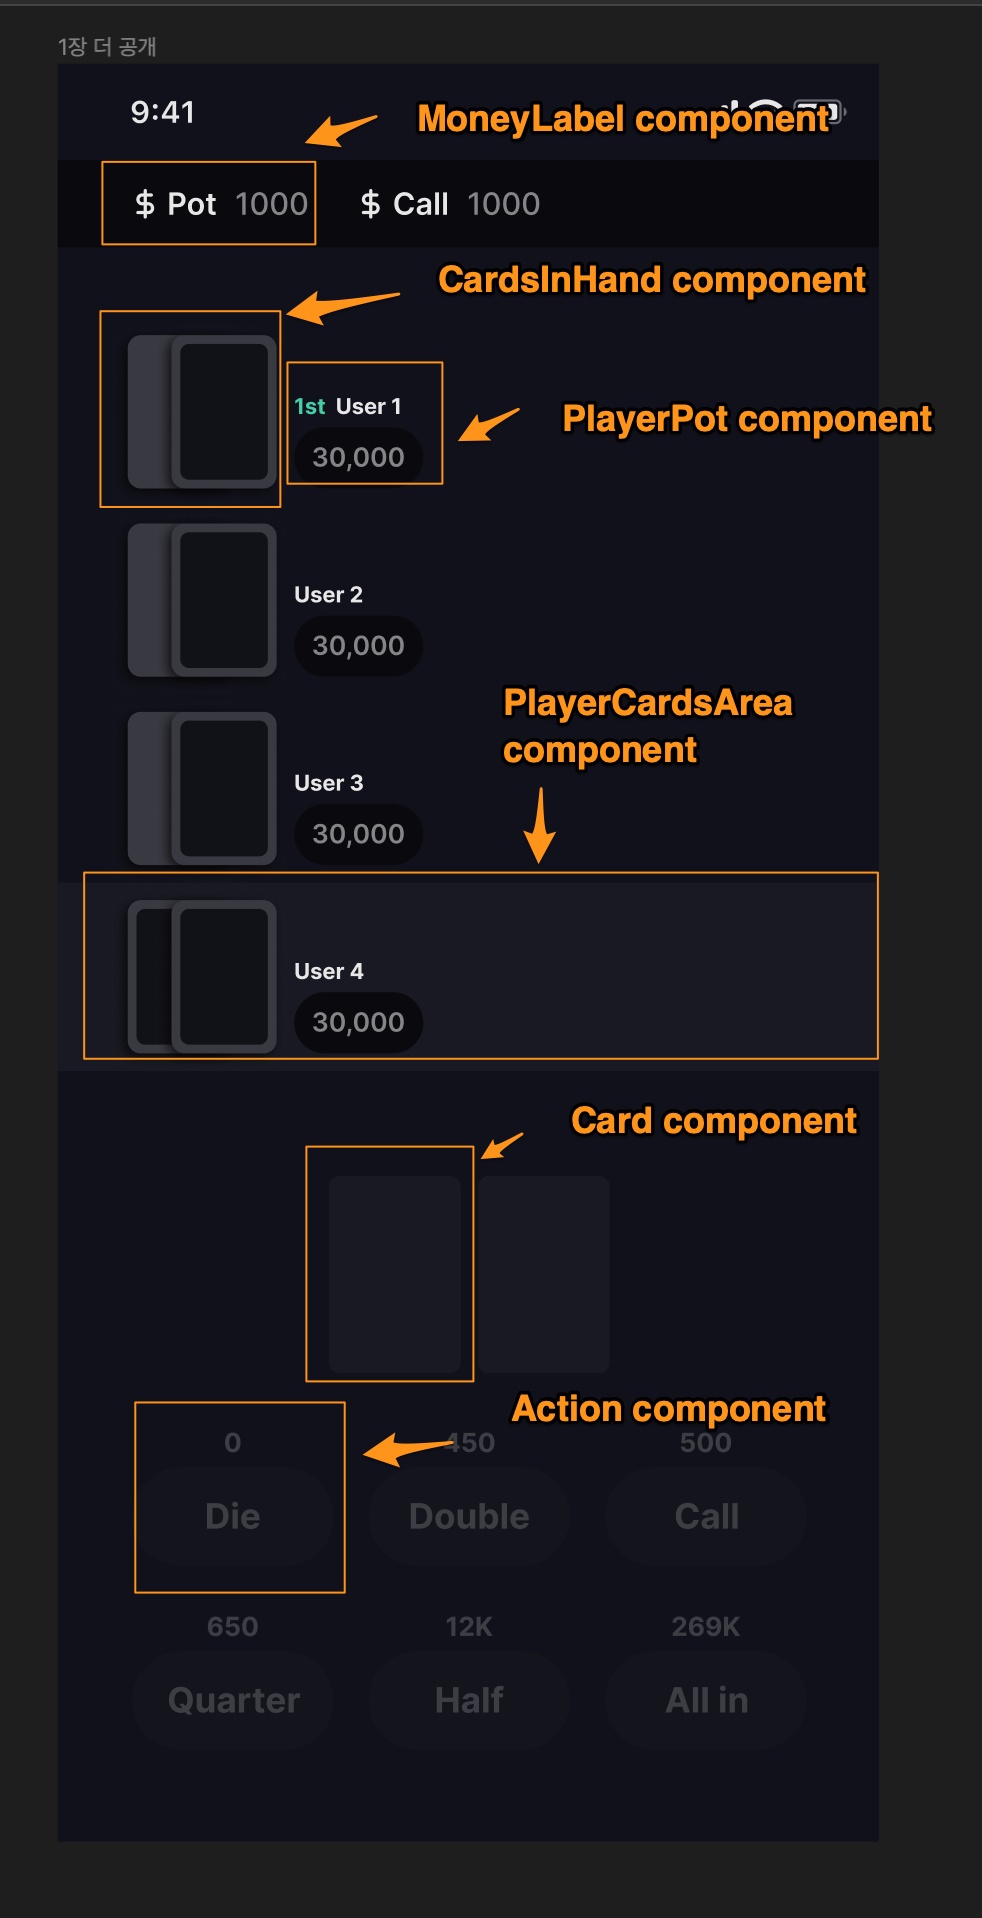 1장 더 공개
9:41
MoneyLabel component
$ Pot 1000
$ Call 1000
CardsInHand component
1st User 1
30,000
PlayerPot component
User 2
30,000
User 3
30,000
PlayerCardsArea
component
User 4
30,000
Card component
Action component
0
450
500
Die
Double
Call
650
12K
269K
Quarter
Half
All in